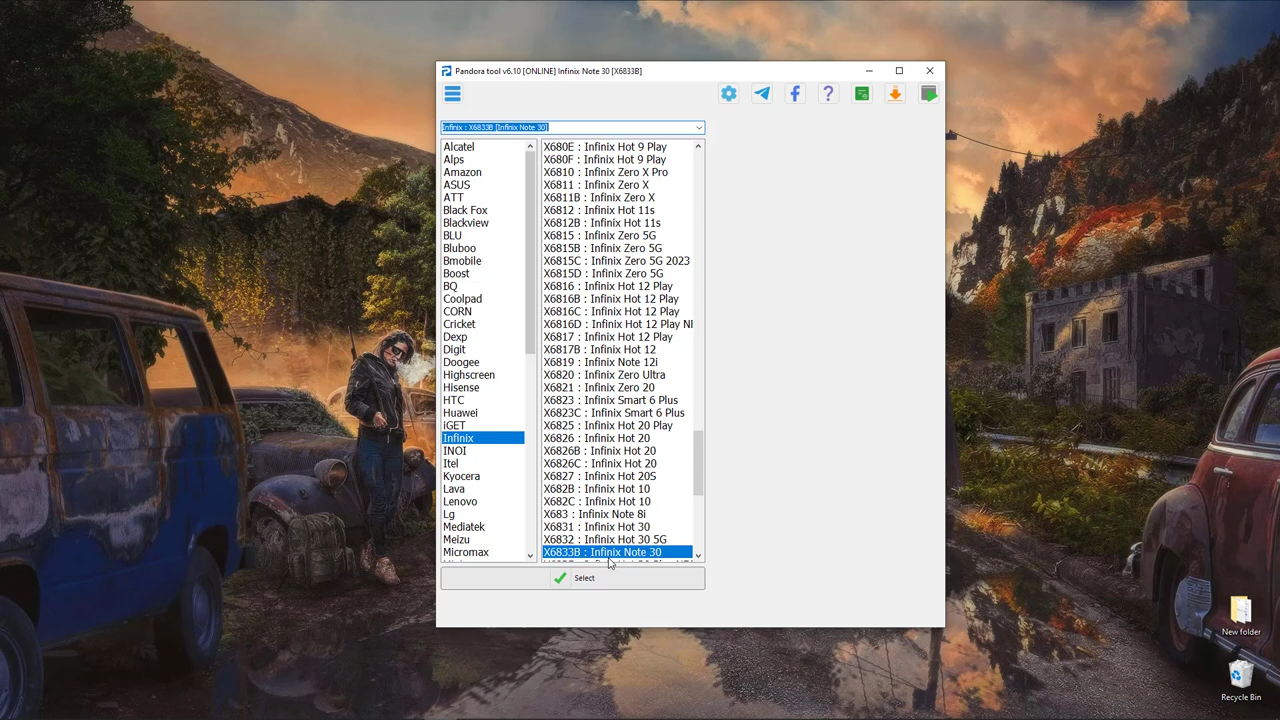 Pandora tool v6.10 [ONLINE] Infinix Note 30 [X6833B]
Infinix : X6833B [Infinix Note 30]
Alcatel
Alps
Amazon
ASUS
ATT
Black Fox
Blackview
BLU
Bluboo
Bmobile
Boost
BQ
Coolpad
CORN
Cricket
Dexp
Digit
Doogee
Highscreen
Hisense
HTC
Huawei
iGET
Infinix
INOI
Itel
Kyocera
Lava
Lenovo
Lg
Mediatek
Meizu
Micromax
X680E : Infinix Hot 9 Play
X680F : Infinix Hot 9 Play
X6810 : Infinix Zero X Pro
X6811 : Infinix Zero X
X6811B : Infinix Zero X
X6812 : Infinix Hot 11s
X6812B : Infinix Hot 11s
X6815 : Infinix Zero 5G
X6815B : Infinix Zero 5G
X6815C : Infinix Zero 5G 2023
X6815D : Infinix Zero 5G
X6816 : Infinix Hot 12 Play
X6816B : Infinix Hot 12 Play
X6816C : Infinix Hot 12 Play
X6816D : Infinix Hot 12 Play NI
X6817 : Infinix Hot 12 Play
X6817B : Infinix Hot 12
X6819 : Infinix Note 12i
X6820 : Infinix Zero Ultra
X6821 : Infinix Zero 20
X6823 : Infinix Smart 6 Plus
X6823C : Infinix Smart 6 Plus
X6825 : Infinix Hot 20 Play
X6826 : Infinix Hot 20
X6826B : Infinix Hot 20
X6826C : Infinix Hot 20
X6827 : Infinix Hot 20S
X682B : Infinix Hot 10
X682C : Infinix Hot 10
X683 : Infinix Note 8i
X6831 : Infinix Hot 30
X6832 : Infinix Hot 30 5G
X6833B : Infinix Note 30
Select
New folder
Recycle Bin